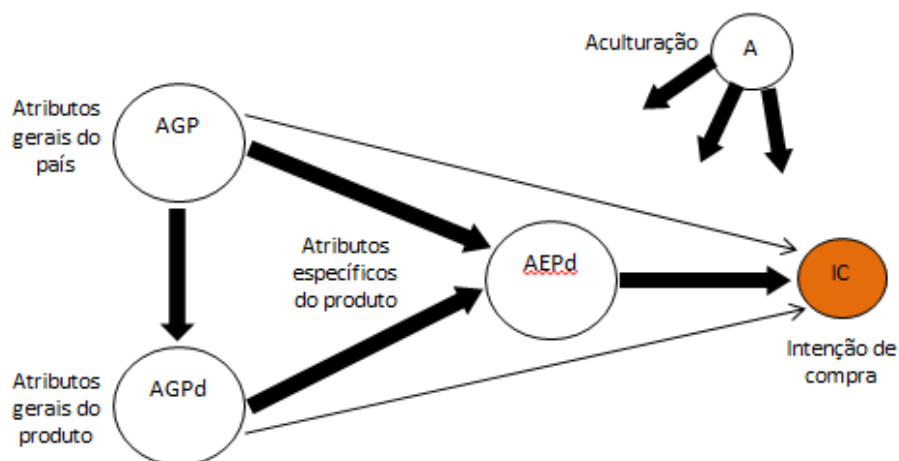 Aculturação
A
Atributos
gerais do
país
AGP
Atributos
específicos
do produto
AEPd
IC
Intenção de
compra
Atributos
gerais do
produto
AGPd